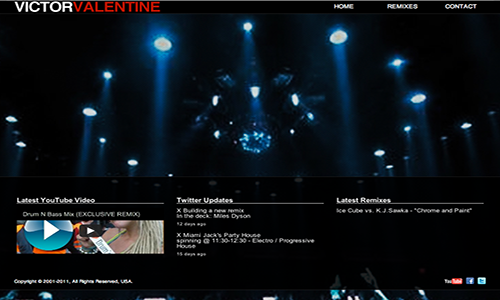 VICTORVALENTINE
HOME REMIXES CONTACT
Latest YouTube Video
Drum N Bass Mix (EXCLUSIVE REMIX)
Twitter Updates
X Building a new remix
In the deck: Miles Dyson
12 days ago
X Miami Jack's Party House
spinning @ 11:30-12:30 - Electro / Progressive
House
15 days ago
Latest Remixes
Ice Cube vs. K.J.Sawka - "Chrome and Paint"
Copyright © 2001-2011, All Rights Reserved, USA.
YouTube